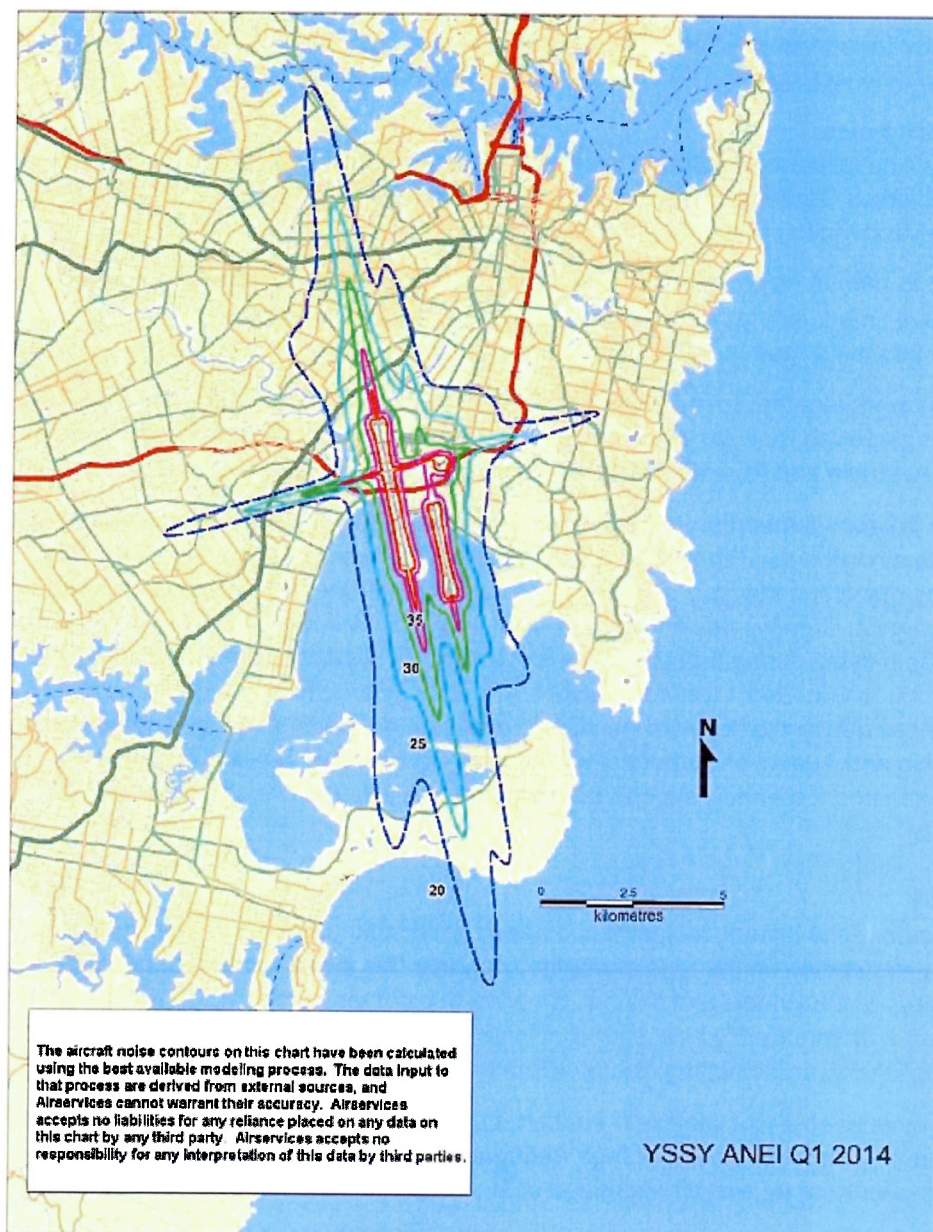 35
30
25
20
N
0 2.5 5
kilometres
The aircraft noise contours on this chart have been calculated
using the best available modeling process. The data input to
that process are derived from external sources, and
Airservices cannot warrant their accuracy. Airservices
accepts no liabilities for any reliance placed on any data on
this chart by any third party. Airservices accepts no
responsibility for any interpretation of this data by third parties.
YSSY ANEI Q1 2014